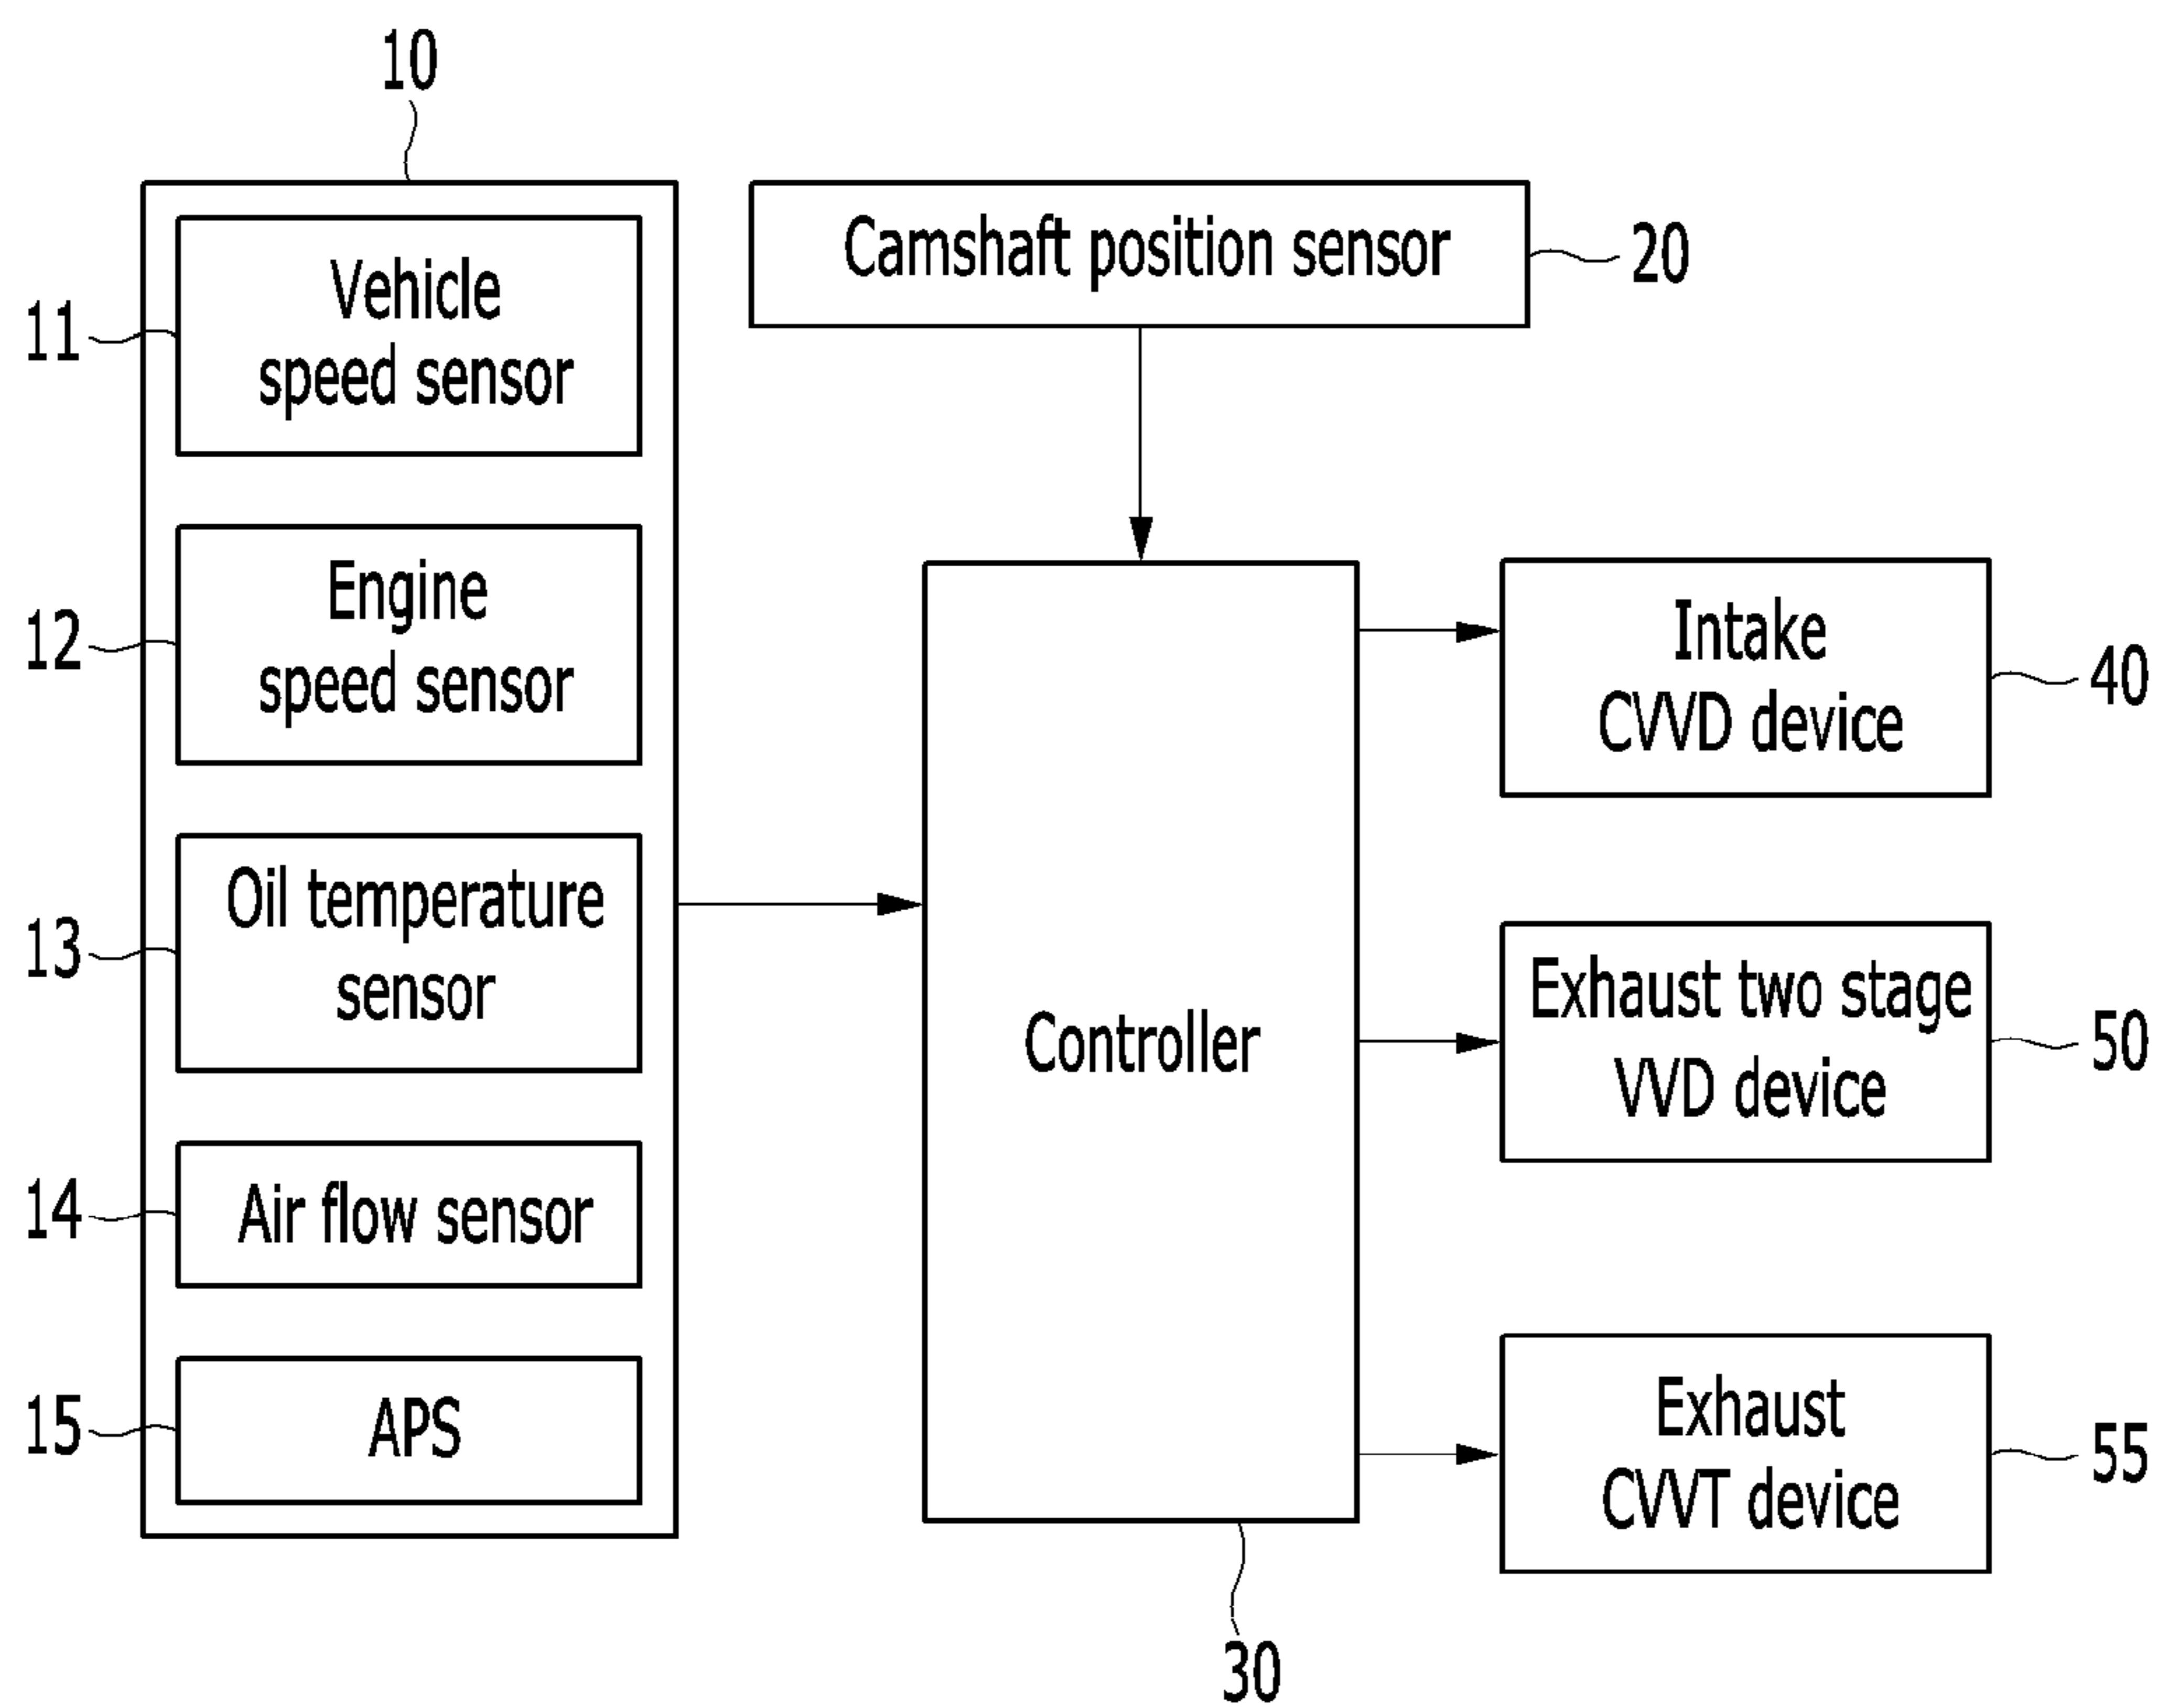 10
11
Vehicle
speed sensor
12
Engine
speed sensor
13
Oil temperature
sensor
14
Air flow sensor
15
APS
Camshaft position sensor
20
Controller
30
Intake
CVVD device
40
Exhaust two stage
VVD device
50
Exhaust
CVVT device
55